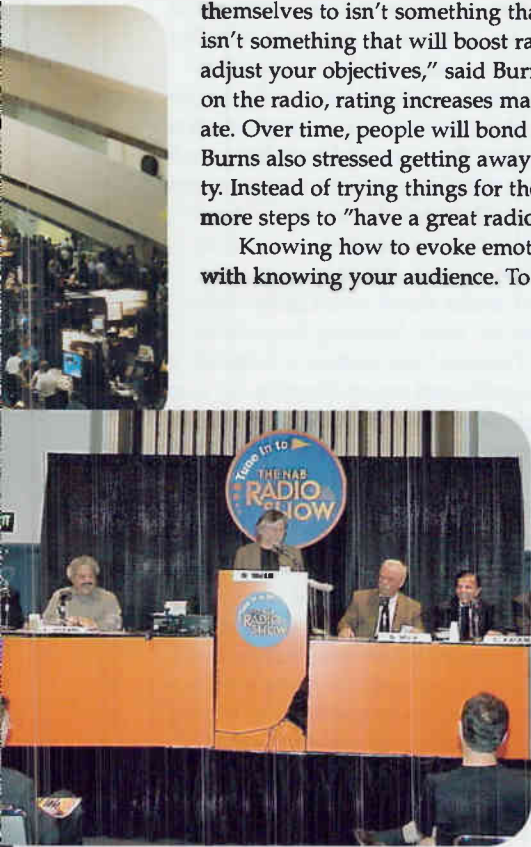 themselves to isn't something tha
isn't something that will boost ra
adjust your objectives," said Burn
on the radio, rating increases ma
ate. Over time, people will bond
Burns also stressed getting away
ty. Instead of trying things for the
more steps to "have a great radio
Knowing how to evoke emot
with knowing your audience. To
Tune in to
THE NAB
RADIO
SHOW
RADIO
SHOW